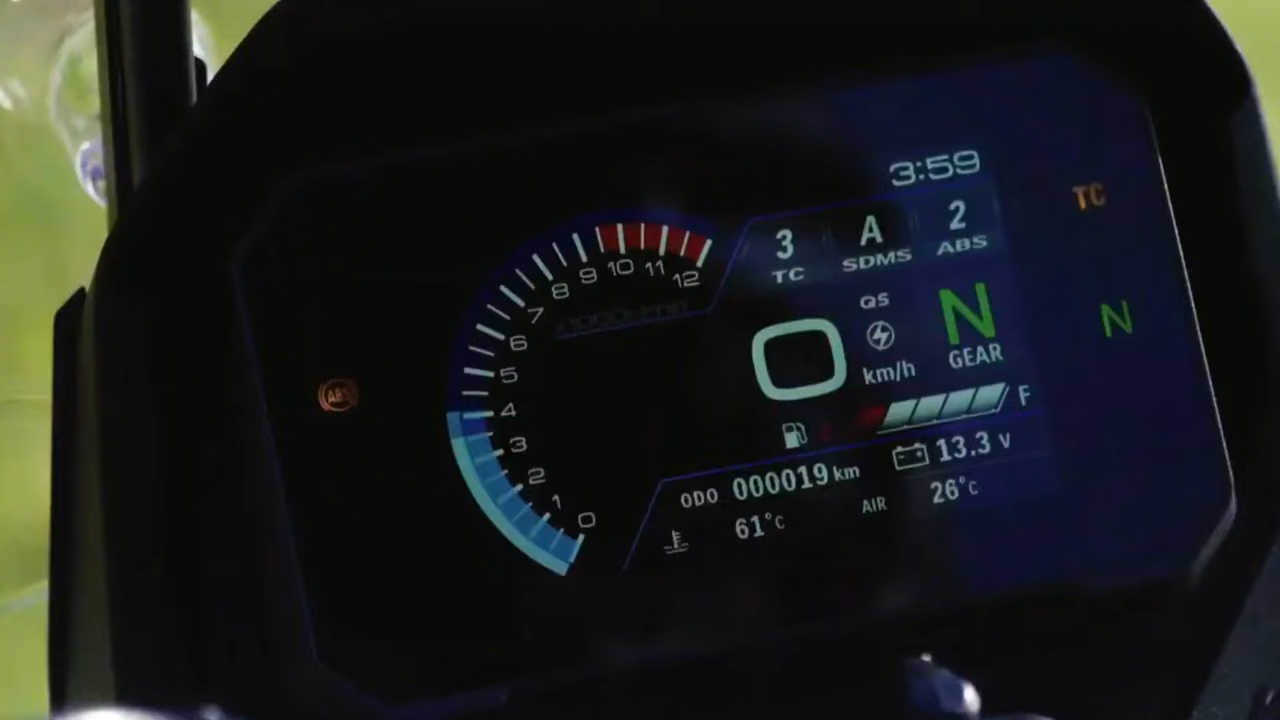 3:59
TC
3 A 2
TC SDMS ABS
QS
N
GEAR
N
0
km/h
F
ODO 000019 km
13.3 V
61°C
AIR 26°C
ABS
12
11
10
9
8
7
6
5
4
3
2
1
0